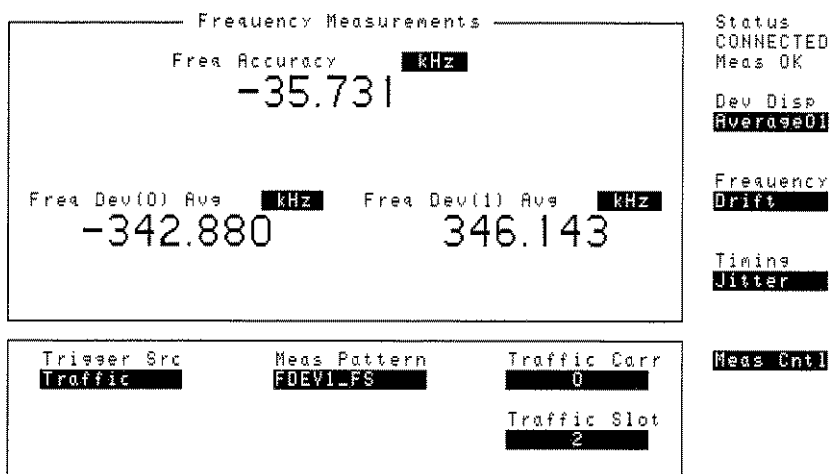 Frequency Measurements
Freq Accuracy kHz
-35.731
Freq Dev(0) Avg kHz
-342.880
Freq Dev(1) Avg kHz
346.143
Trigger Src
Traffic
Meas Pattern
FDEV1_FS
Traffic Carr
0
Traffic Slot
2
Status
CONNECTED
Meas OK
Dev Disp
Average01
Frequency
Drift
Timing
Jitter
Meas Cntl